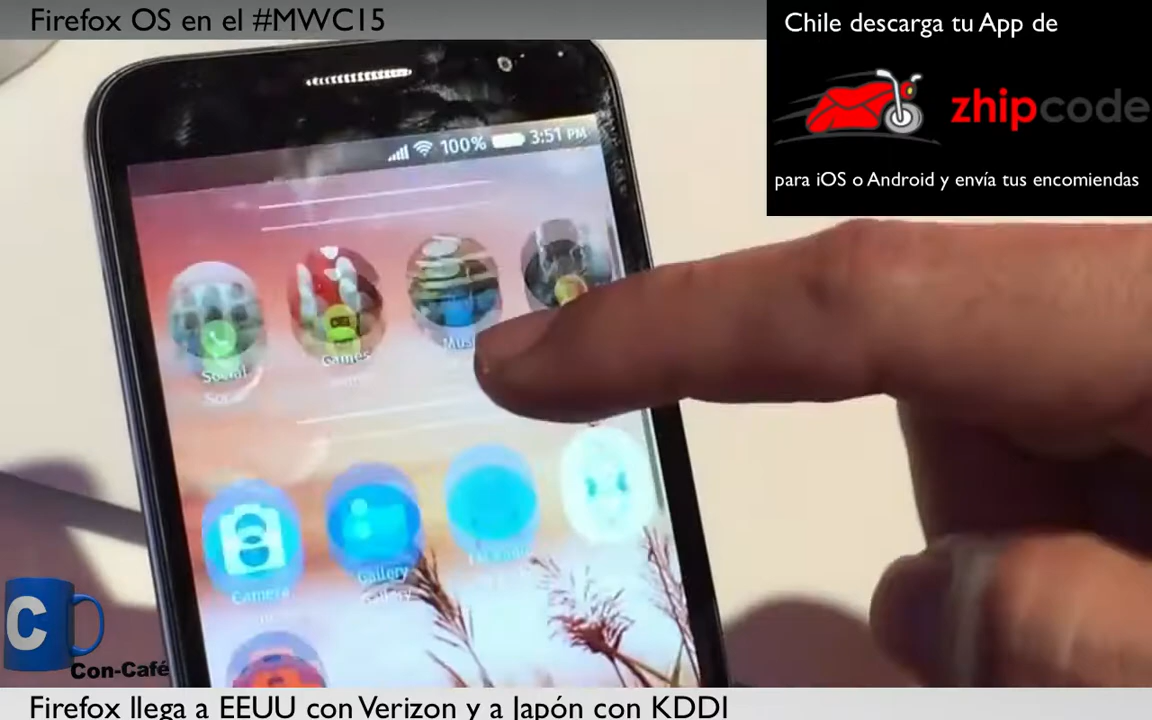 Firefox OS en el #MWC15
Chile descarga tu App de
zhipcode
para iOS o Android y envía tus encomiendas
100% 3:51 PM
Social
Games
Camera
Gallery
Gallery
C
Con-Café
Firefox llega a EEUU con Verizon y a Japón con KDDI